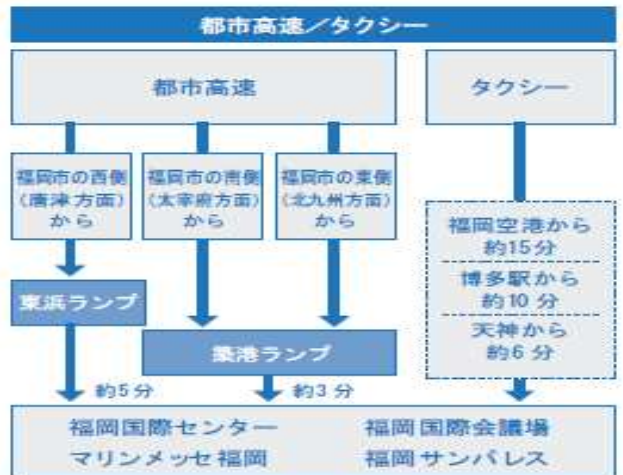 都市高速／タクシー
都市高速
タクシー
福岡市の西側
(唐津方面)
から
福岡市の南側
(太宰府方面)
から
福岡市の東側
(北九州方面)
から
福岡空港から
約15分
博多駅から
約10分
天神から
約6分
東浜ランプ
築港ランプ
約5分
約3分
福岡国際センター
福岡国際会議場
マリンメッセ福岡
福岡サンパレス